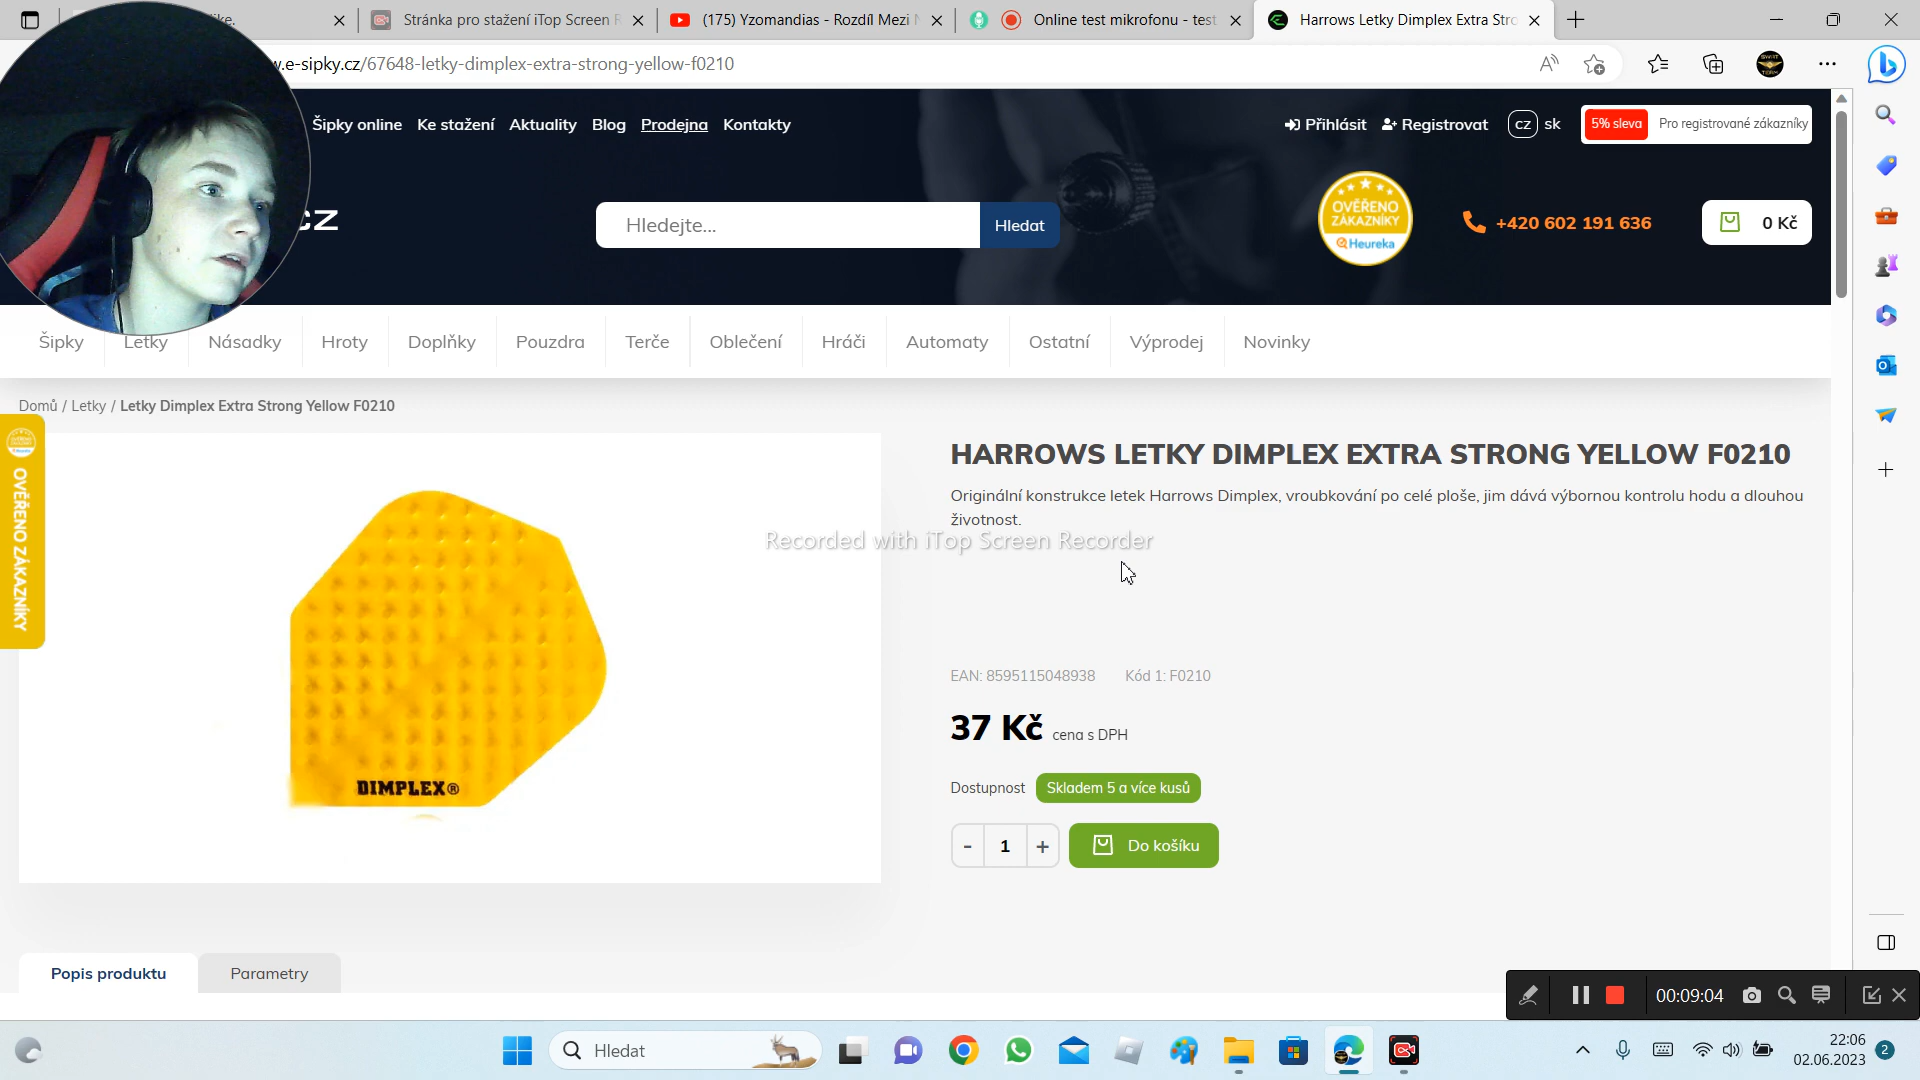 ike.
Stránka pro stažení iTop Screen R
(175) Yzomandias - Rozdíl Mezi
Online test mikrofonu - test
Harrows Letky Dimplex Extra Stro
w.e-sipky.cz/67648-letky-dimplex-extra-strong-yellow-f0210
Šipky online
Ke stažení
Aktuality
Blog
Prodejna
Kontakty
Přihlásit
Registrovat
cz
sk
5% sleva
Pro registrované zákazníky
cz
Hledejte...
Hledat
OVĚŘENO
ZÁKAZNÍKY
Heureka
+420 602 191 636
0 Kč
Šipky
Letky
Násadky
Hroty
Doplňky
Pouzdra
Terče
Oblečení
Hráči
Automaty
Ostatní
Výprodej
Novinky
Domů / Letky / Letky Dimplex Extra Strong Yellow F0210
OVĚŘENO ZÁKAZNÍKY
DIMPLEX®
HARROWS LETKY DIMPLEX EXTRA STRONG YELLOW F0210
Originální konstrukce letek Harrows Dimplex, vroubkování po celé ploše, jim dává výbornou kontrolu hodu a dlouhou
životnost.
Recorded with iTop Screen Recorder
EAN: 8595115048938
Kód 1: F0210
37 Kč cena s DPH
Dostupnost
Skladem 5 a více kusů
- 1 +
Do košíku
Popis produktu
Parametry
00:09:04
Hledat
22:06
02.06.2023
2